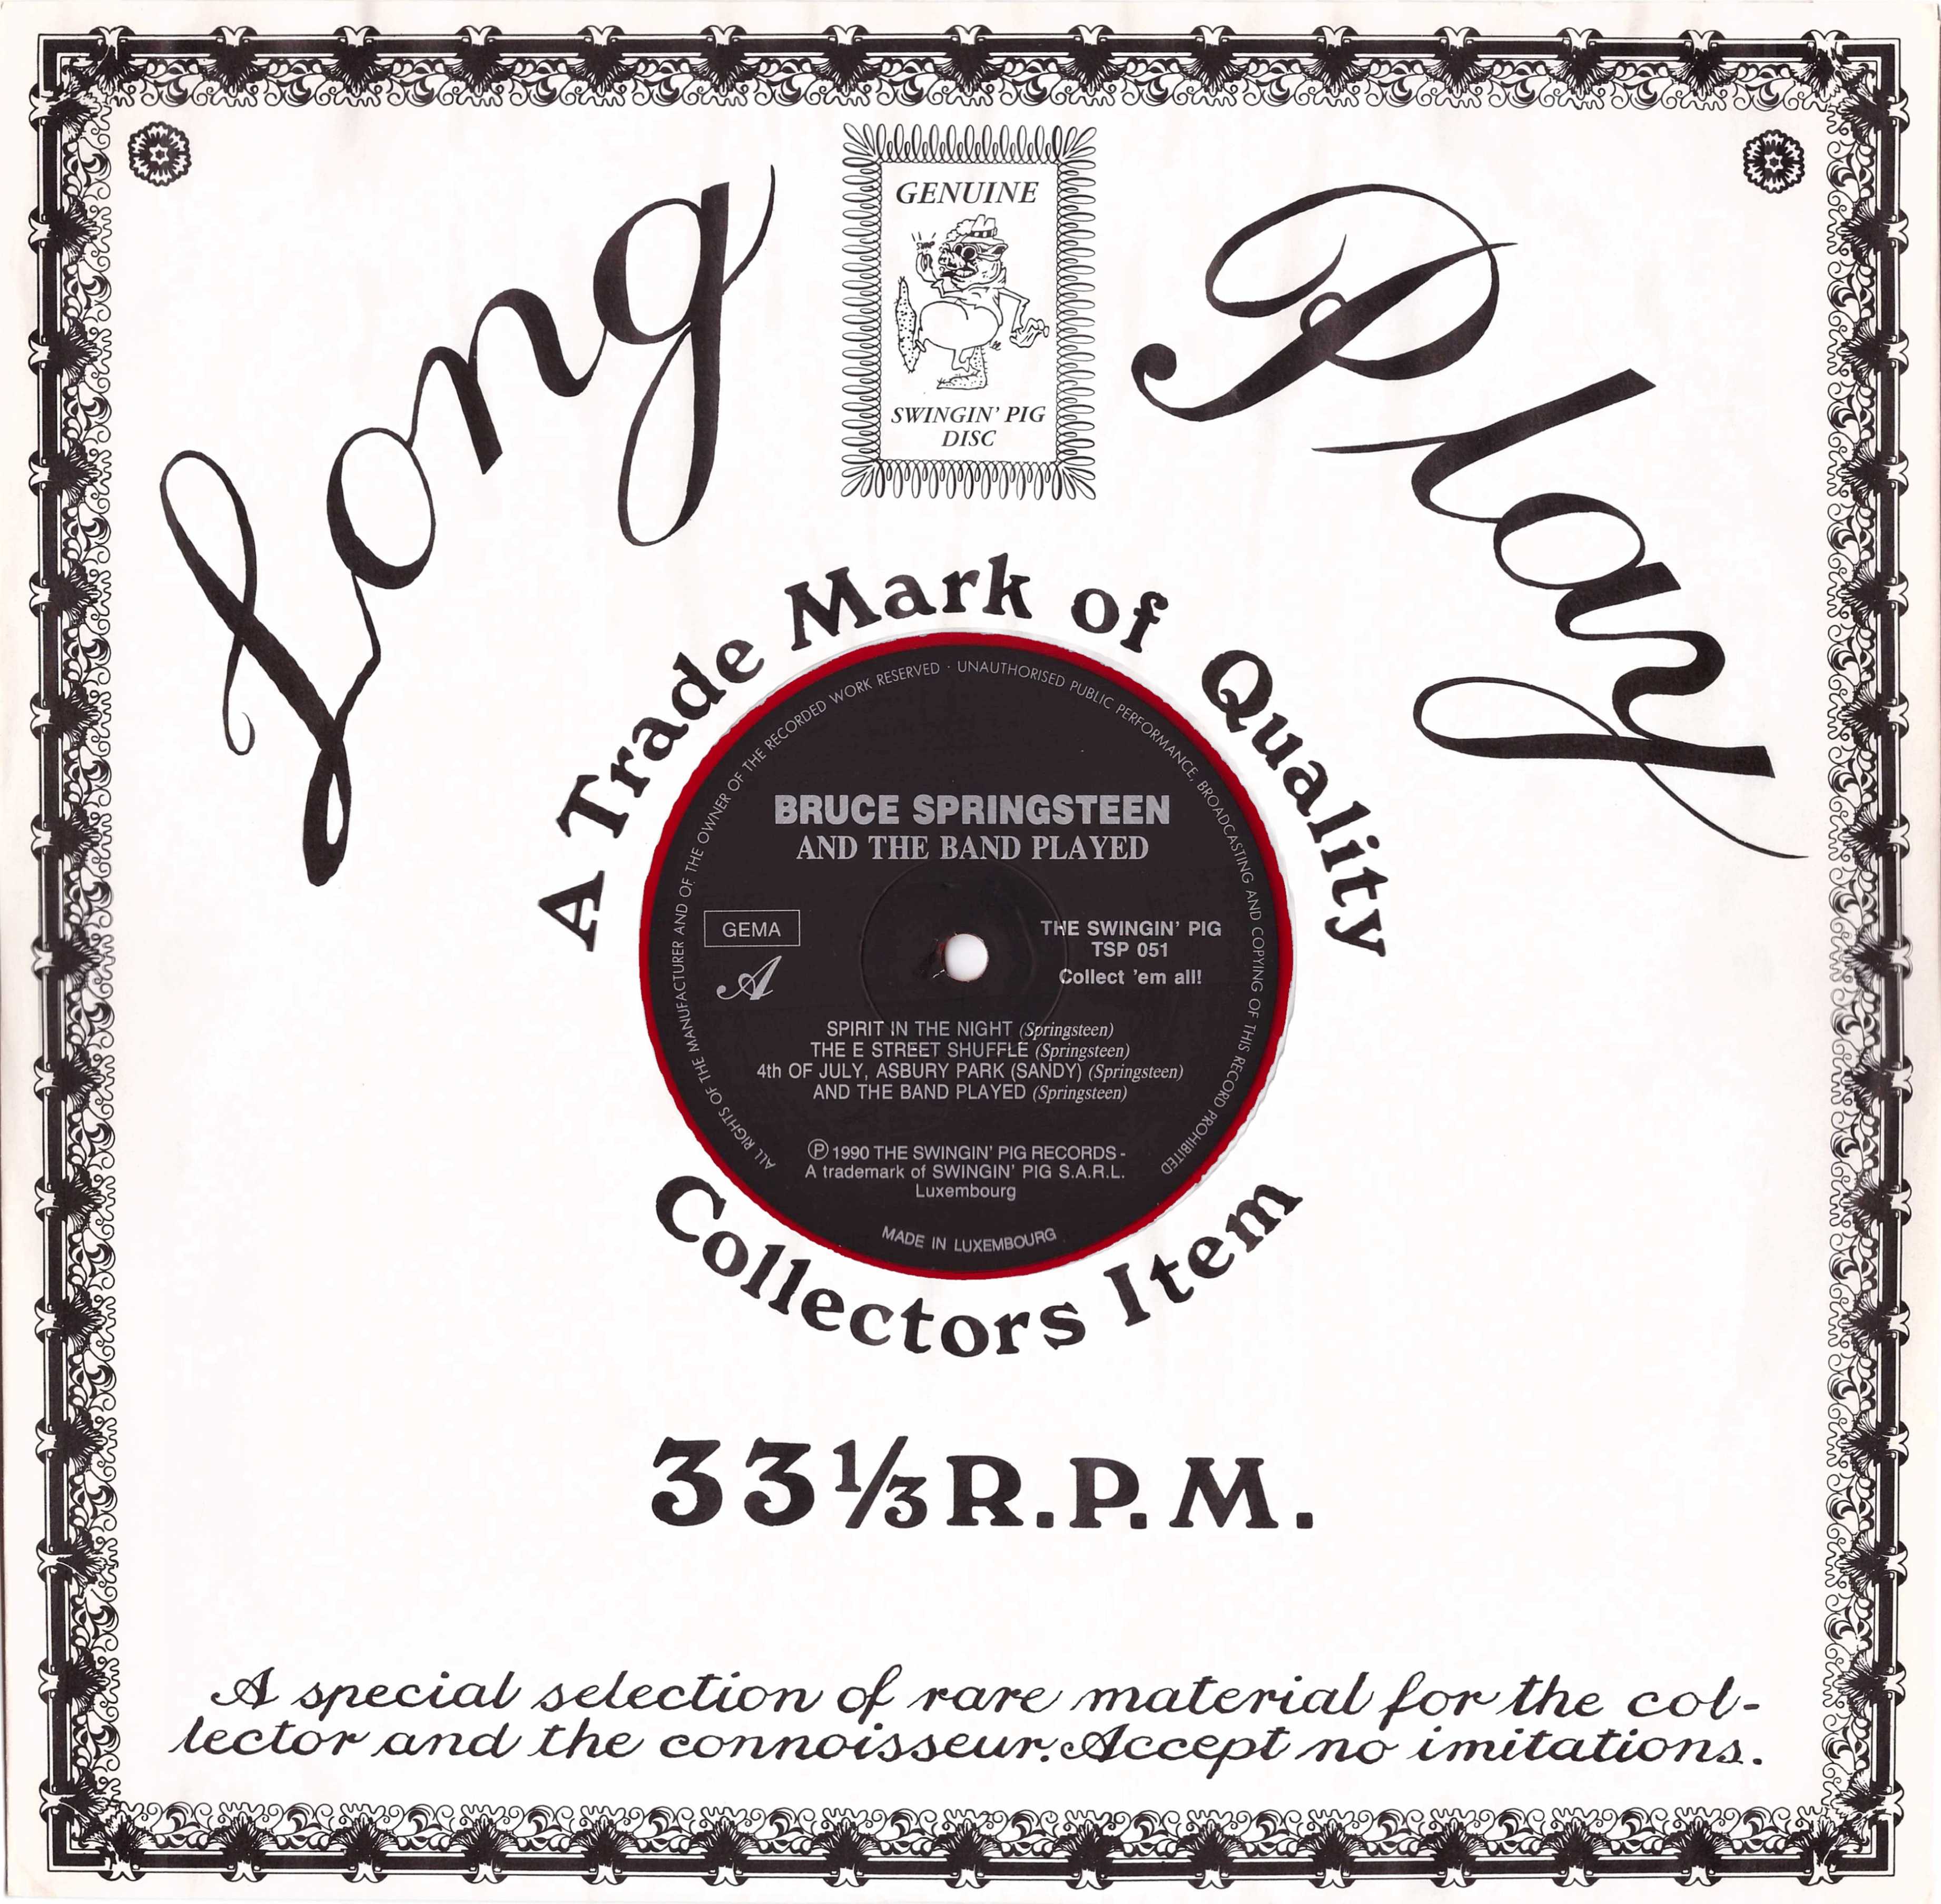 Long Play
GENUINE
SWINGIN' PIG
DISC
A Trade Mark of Quality
ALL RIGHTS OF THE MANUFACTURER AND OF THE OWNER OF THE RECORDED WORK RESERVED · UNAUTHORISED PUBLIC PERFORMANCE, BROADCASTING AND COPYING OF THIS RECORD PROHIBITED
BRUCE SPRINGSTEEN
AND THE BAND PLAYED
GEMA
A
THE SWINGIN' PIG
TSP 051
Collect 'em all!
SPIRIT IN THE NIGHT (Springsteen)
THE E STREET SHUFFLE (Springsteen)
4th OF JULY, ASBURY PARK (SANDY) (Springsteen)
AND THE BAND PLAYED (Springsteen)
Ⓟ 1990 THE SWINGIN' PIG RECORDS -
A trademark of SWINGIN' PIG S.A.R.L.
Luxembourg
MADE IN LUXEMBOURG
Collectors Item
33⅓ R.P.M.
A special selection of rare material for the col-
lector and the connoisseur. Accept no imitations.